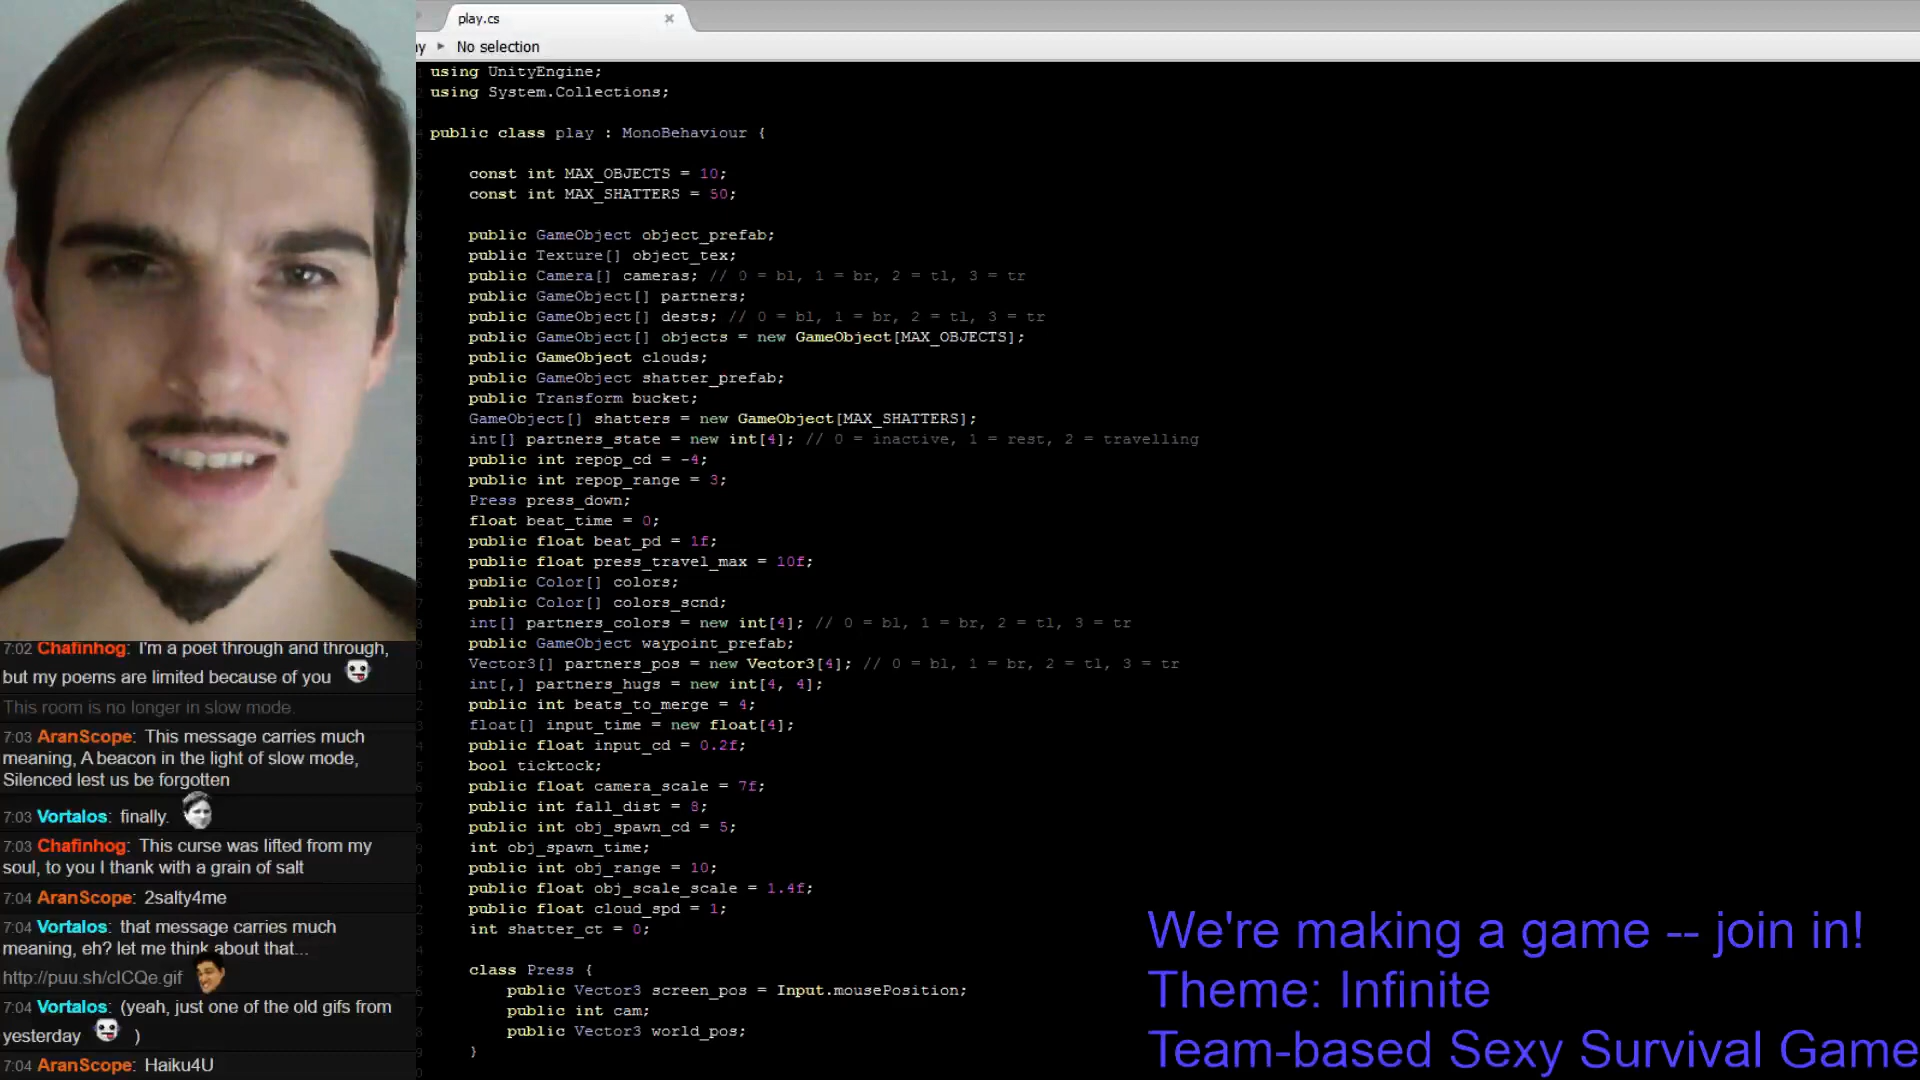 play.cs
No selection
using UnityEngine;
using System.Collections;
public class play : MonoBehaviour {
const int MAX_OBJECTS = 10;
const int MAX_SHATTERS = 50;
public GameObject object_prefab;
public Texture[] object_tex;
public Camera[] cameras; // 0 = bl, 1 = br, 2 = tl, 3 = tr
public GameObject[] partners;
public GameObject[] dests; // 0 = bl, 1 = br, 2 = tl, 3 = tr
public GameObject[] objects = new GameObject[MAX_OBJECTS];
public GameObject clouds;
public GameObject shatter_prefab;
public Transform bucket;
GameObject[] shatters = new GameObject[MAX_SHATTERS];
int[] partners_state = new int[4]; // 0 = inactive, 1 = rest, 2 = travelling
public int repop_cd = -4;
public int repop_range = 3;
Press press_down;
float beat_time = 0;
public float beat_pd = 1f;
public float press_travel_max = 10f;
public Color[] colors;
public Color[] colors_scnd;
int[] partners_colors = new int[4]; // 0 = bl, 1 = br, 2 = tl, 3 = tr
public GameObject waypoint_prefab;
Vector3[] partners_pos = new Vector3[4]; // 0 = bl, 1 = br, 2 = tl, 3 = tr
int[,] partners_hugs = new int[4, 4];
public int beats_to_merge = 4;
float[] input_time = new float[4];
public float input_cd = 0.2f;
bool ticktock;
public float camera_scale = 7f;
public int fall_dist = 8;
public int obj_spawn_cd = 5;
int obj_spawn_time;
public int obj_range = 10;
public float obj_scale_scale = 1.4f;
public float cloud_spd = 1;
int shatter_ct = 0;
class Press {
public Vector3 screen_pos = Input.mousePosition;
public int cam;
public Vector3 world_pos;
}
7:02 Chafinhog: I'm a poet through and through,
but my poems are limited because of you
This room is no longer in slow mode.
7:03 AranScope: This message carries much
meaning, A beacon in the light of slow mode,
Silenced lest us be forgotten
7:03 Vortalos: finally.
7:03 Chafinhog: This curse was lifted from my
soul, to you I thank with a grain of salt
7:04 AranScope: 2salty4me
7:04 Vortalos: that message carries much
meaning, eh? let me think about that...
http://puu.sh/cICQe.gif
7:04 Vortalos: (yeah, just one of the old gifs from
yesterday )
7:04 AranScope: Haiku4U
We're making a game -- join in!
Theme: Infinite
Team-based Sexy Survival Game